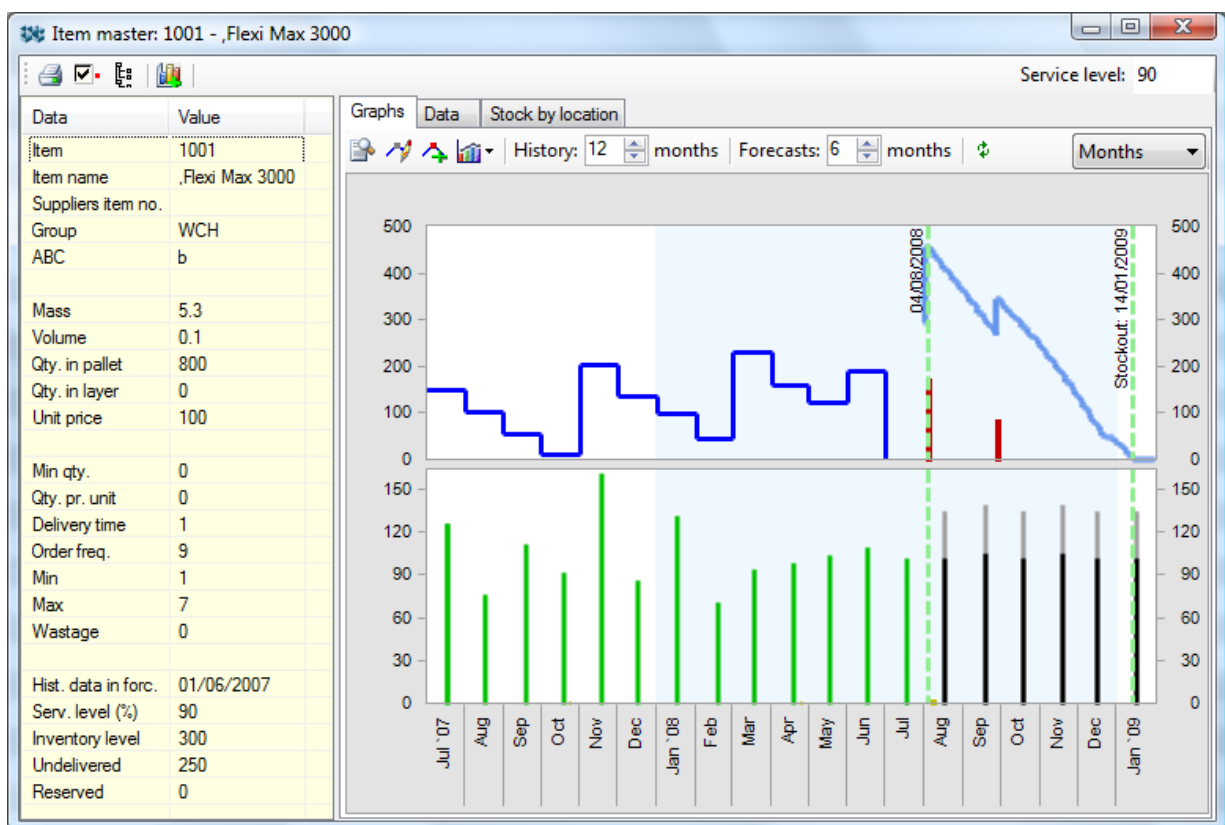 Item master: 1001 - ,Flexi Max 3000
Service level: 90
Data Value
Item 1001
Item name ,Flexi Max 3000
Suppliers item no.
Group WCH
ABC b
Mass 5.3
Volume 0.1
Qty. in pallet 800
Qty. in layer 0
Unit price 100
Min qty. 0
Qty. pr. unit 0
Delivery time 1
Order freq. 9
Min 1
Max 7
Wastage 0
Hist. data in forc. 01/06/2007
Serv. level (%) 90
Inventory level 300
Undelivered 250
Reserved 0
Graphs Data Stock by location
History: 12 months Forecasts: 6 months Months
500 500
400 400
300 300
200 200
100 100
0 0
04/08/2008
Stockout: 14/01/2009
150 150
120 120
90 90
60 60
30 30
0 0
Jul `07 Aug Sep Oct Nov Dec Jan `08 Feb Mar Apr May Jun Jul Aug Sep Oct Nov Dec Jan `09